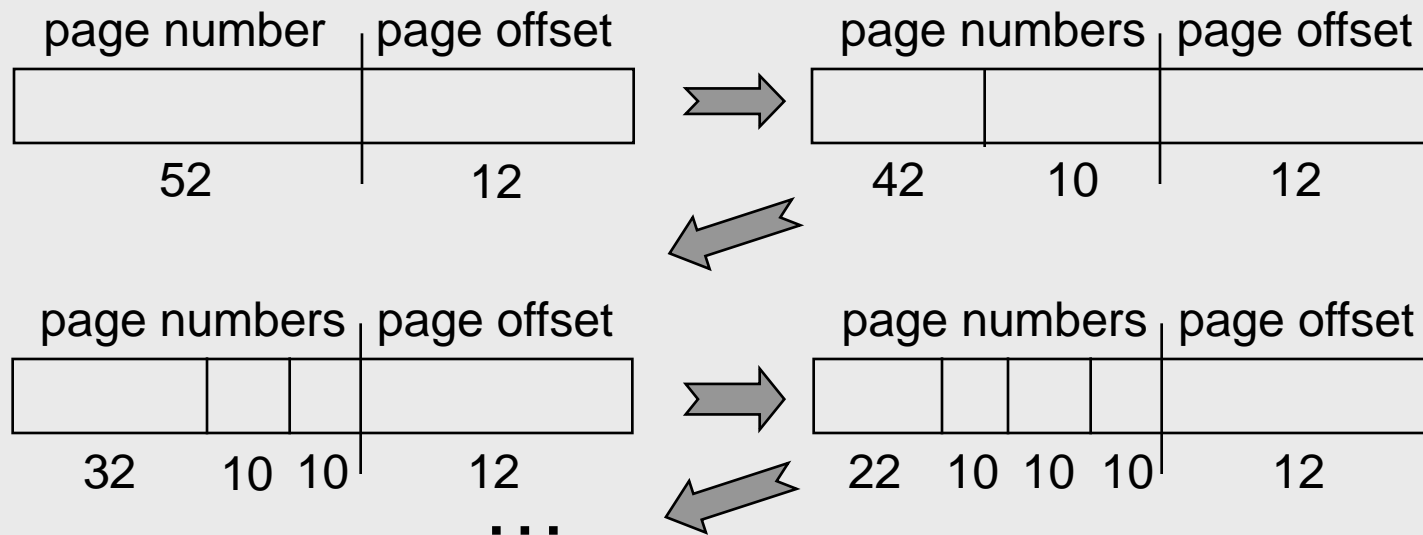 page number page offset page numbers page offset
52 12 42 10 12
page numbers page offset page numbers page offset
32 10 10 12 22 10 10 10 12
...